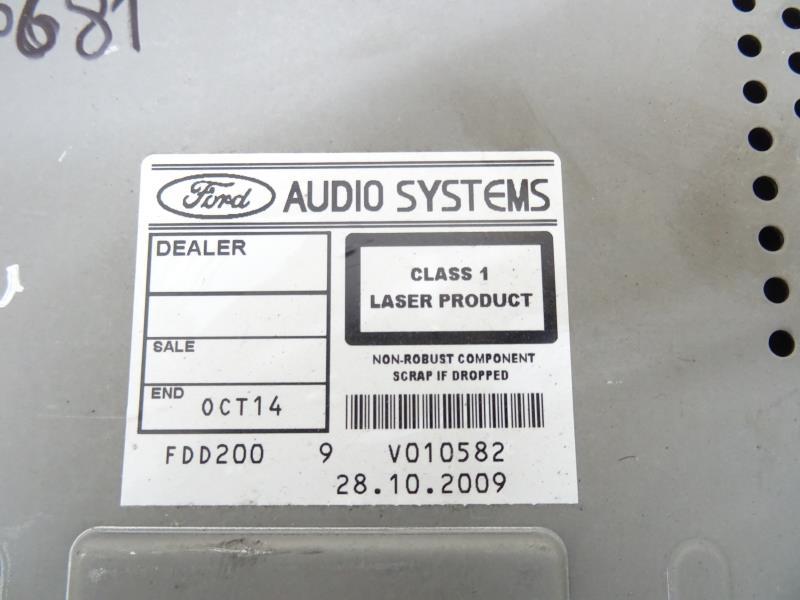 681
Ford AUDIO SYSTEMS
DEALER
CLASS 1
LASER PRODUCT
SALE
NON-ROBUST COMPONENT
SCRAP IF DROPPED
END OCT14
FDD200 9 V010582
28.10.2009